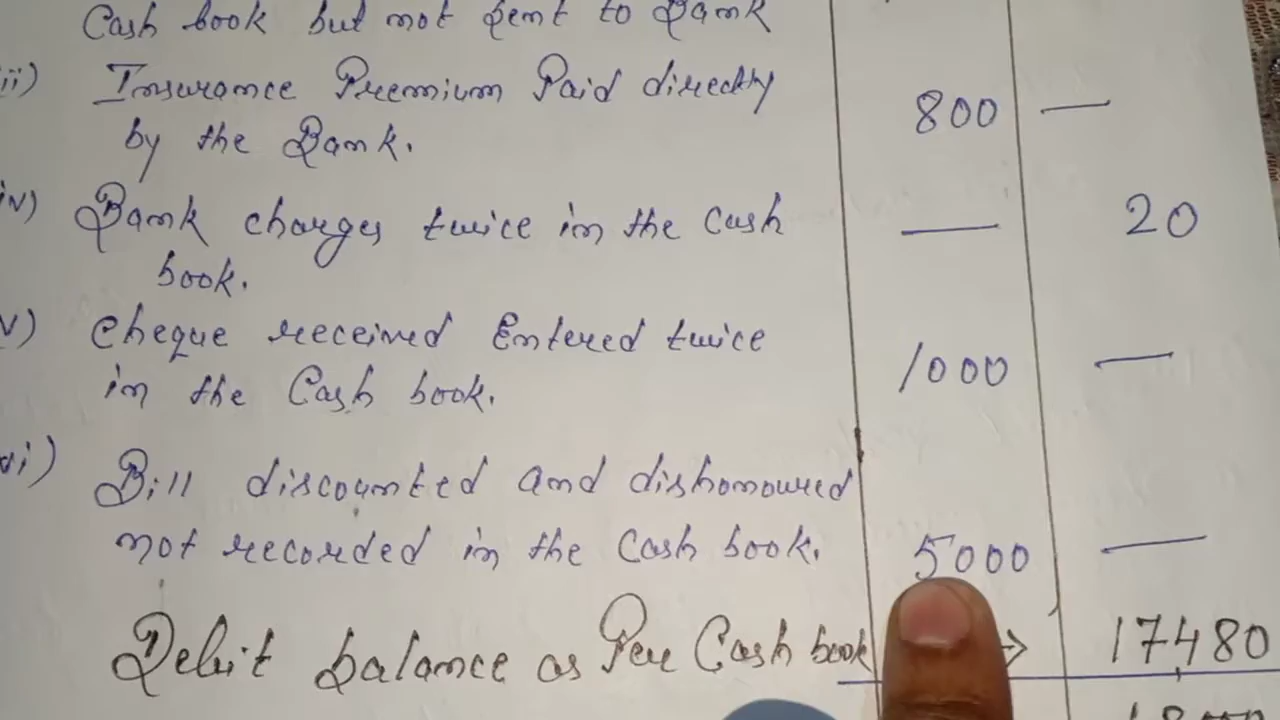 Cash book but not sent to Bank
iii) Insurance Premium Paid directly 800 —
by the Bank.
iv) Bank charges twice in the Cash — 20
book.
v) Cheque received Entered twice
in the Cash book. 1000 —
vi) Bill discounted and dishonoured
not recorded in the Cash book. 5000 —
Debit balance as Per Cash book → 17480